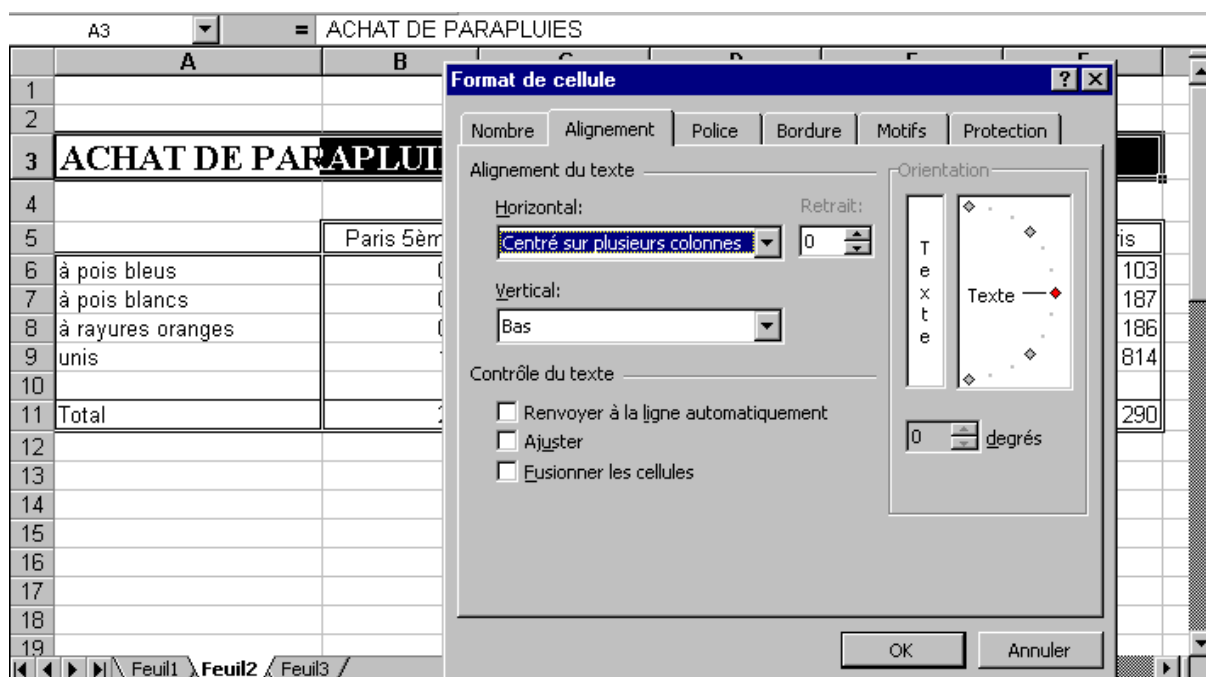 A3 = ACHAT DE PARAPLUIES
A B
Format de cellule
1
2
Nombre Alignement Police Bordure Motifs Protection
3 ACHAT DE PARAPLUI
Alignement du texte Orientation
4 Horizontal: Retrait:
Centré sur plusieurs colonnes 0
5 Paris 5èm is
6 à pois bleus 103
7 à pois blancs 187
8 à rayures oranges 186
9 unis 814
10
11 Total 290
Vertical:
Bas
Texte Texte
Contrôle du texte
Renvoyer à la ligne automatiquement
Ajuster
Fusionner les cellules
0 degrés
12
13
14
15
16
17
18
19
OK Annuler
Feuil1 Feuil2 Feuil3